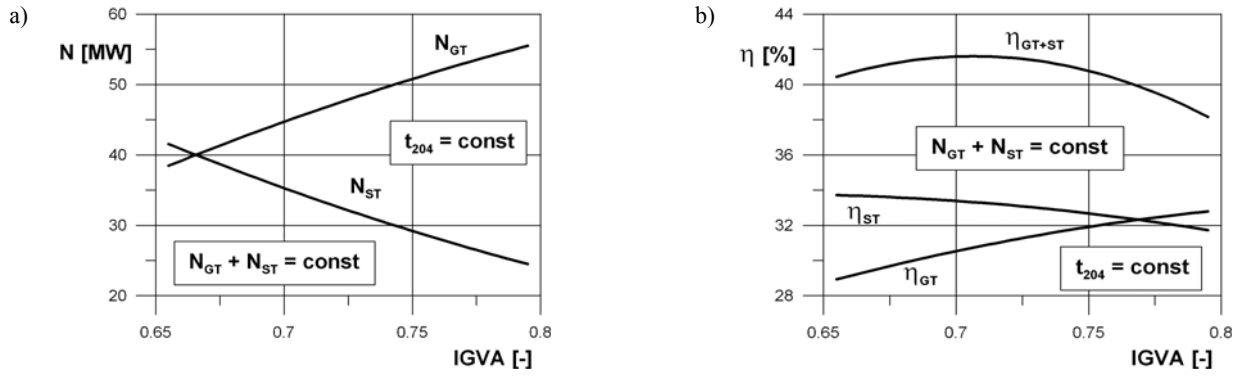 a)
N [MW]
60
50
40
30
20
N_GT
t_204 = const
N_ST
N_GT + N_ST = const
0.65 0.7 0.75 0.8
IGVA [-]
b)
η [%]
44
40
36
32
28
η_GT+ST
N_GT + N_ST = const
η_ST
η_GT
t_204 = const
0.65 0.7 0.75 0.8
IGVA [-]